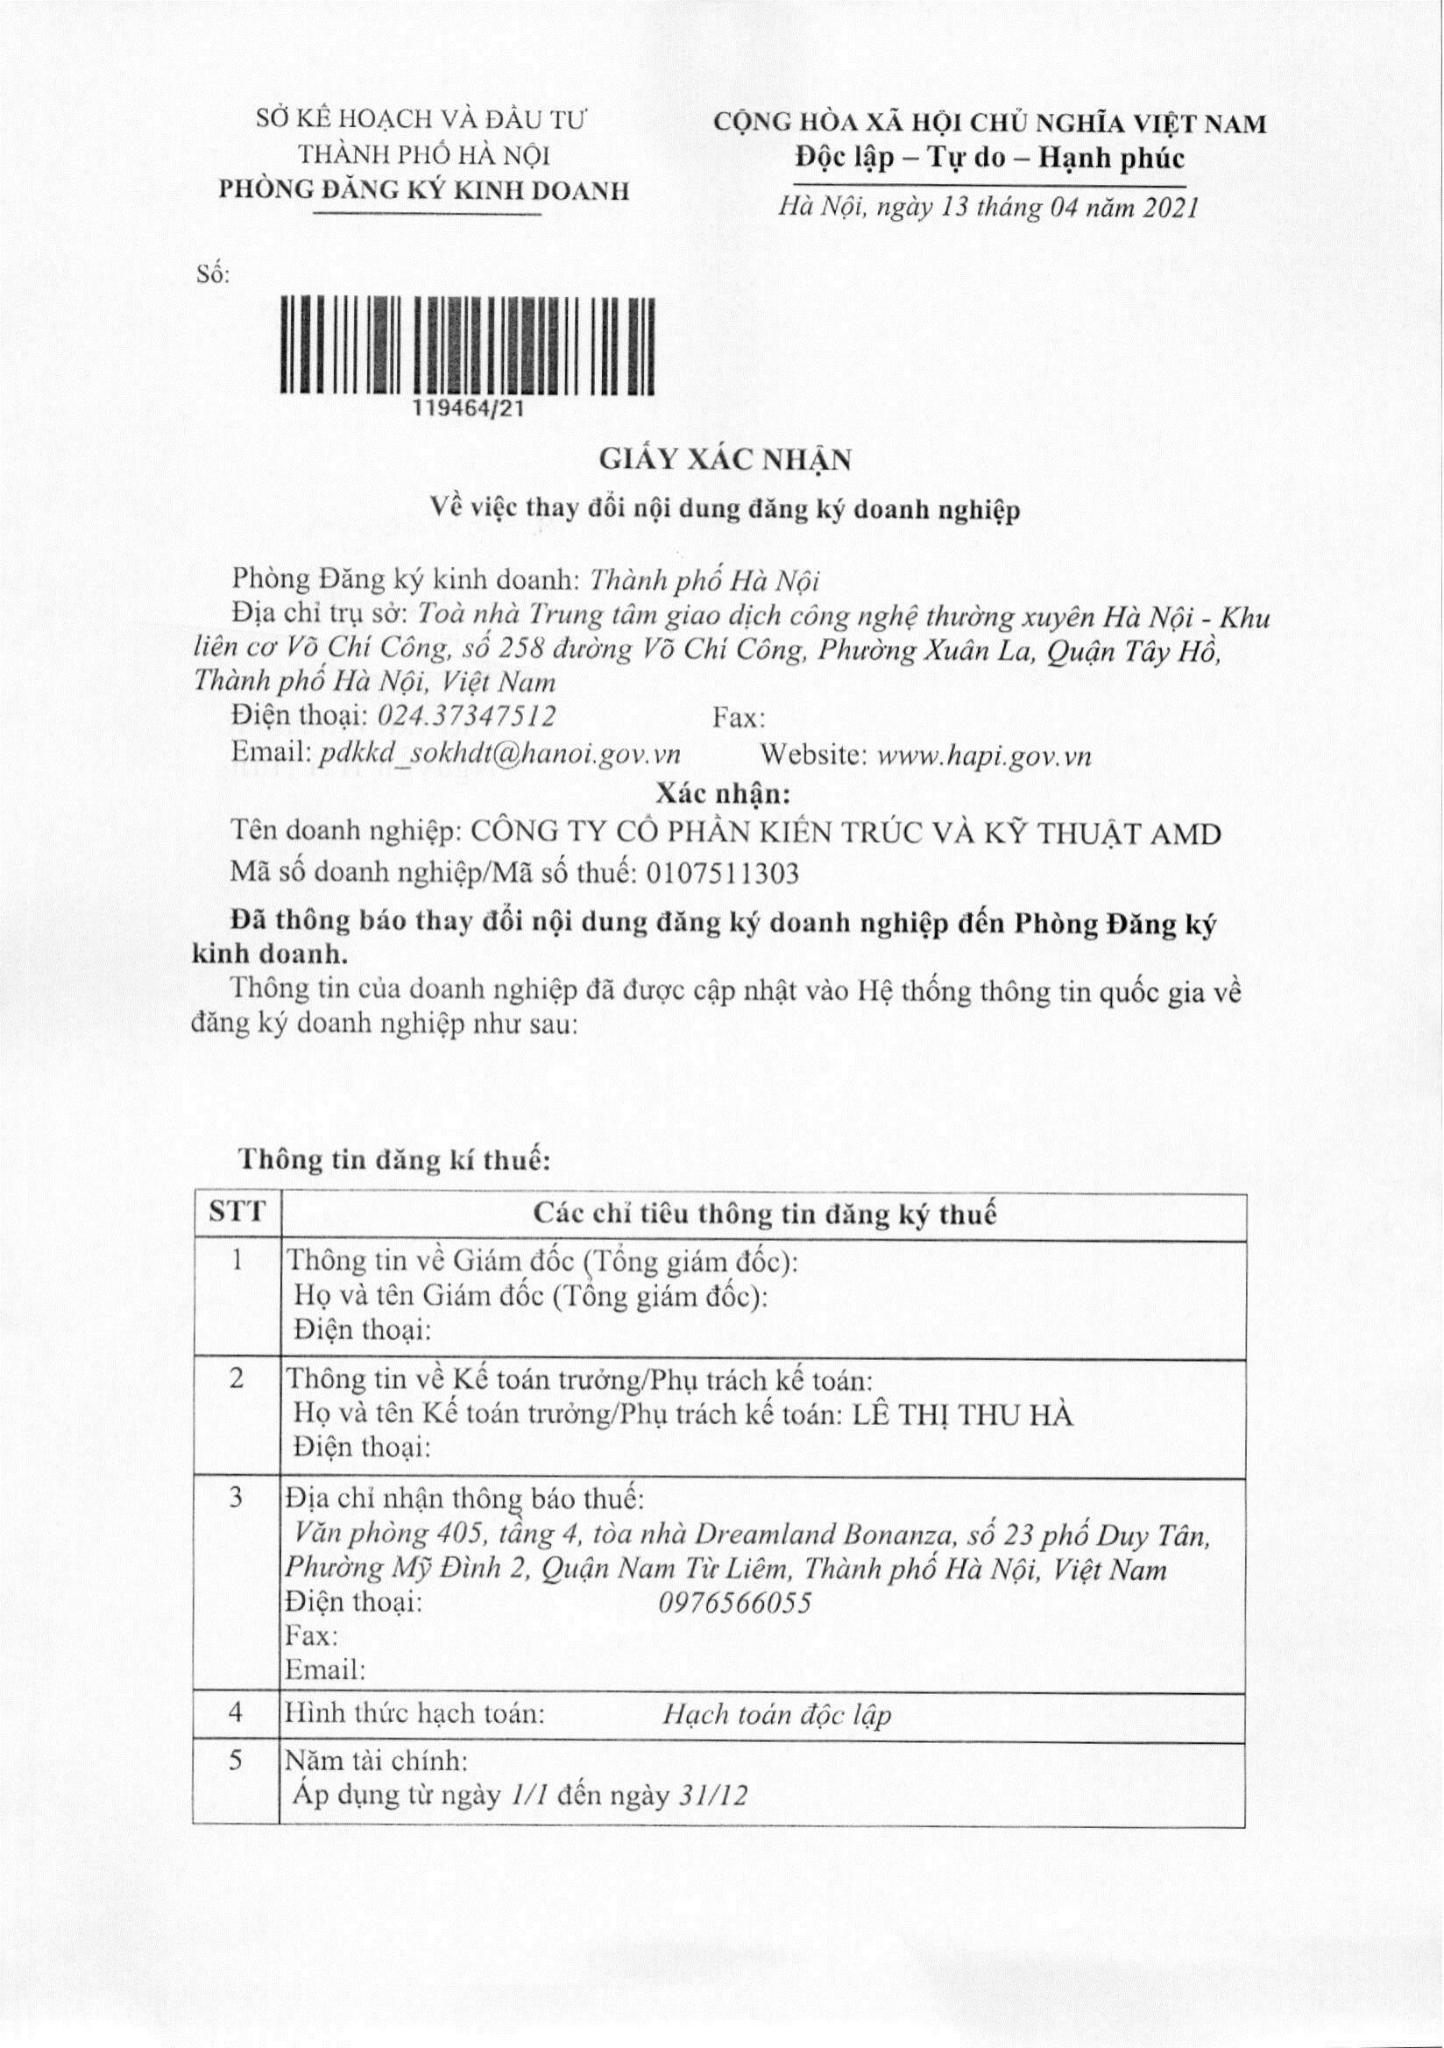 SỞ KẾ HOẠCH VÀ ĐẦU TƯ
THÀNH PHỐ HÀ NỘI
PHÒNG ĐĂNG KÝ KINH DOANH
CỘNG HÒA XÃ HỘI CHỦ NGHĨA VIỆT NAM
Độc lập – Tự do – Hạnh phúc
Hà Nội, ngày 13 tháng 04 năm 2021
Số:
119464/21
GIẤY XÁC NHẬN
Về việc thay đổi nội dung đăng ký doanh nghiệp
Phòng Đăng ký kinh doanh: Thành phố Hà Nội
Địa chỉ trụ sở: Toà nhà Trung tâm giao dịch công nghệ thường xuyên Hà Nội - Khu
liên cơ Võ Chí Công, số 258 đường Võ Chí Công, Phường Xuân La, Quận Tây Hồ,
Thành phố Hà Nội, Việt Nam
Điện thoại: 024.37347512 Fax:
Email: pdkkd_sokhdt@hanoi.gov.vn Website: www.hapi.gov.vn
Xác nhận:
Tên doanh nghiệp: CÔNG TY CỔ PHẦN KIẾN TRÚC VÀ KỸ THUẬT AMD
Mã số doanh nghiệp/Mã số thuế: 0107511303
Đã thông báo thay đổi nội dung đăng ký doanh nghiệp đến Phòng Đăng ký
kinh doanh.
Thông tin của doanh nghiệp đã được cập nhật vào Hệ thống thông tin quốc gia về
đăng ký doanh nghiệp như sau:
Thông tin đăng kí thuế:
STT Các chỉ tiêu thông tin đăng ký thuế
1 Thông tin về Giám đốc (Tổng giám đốc):
Họ và tên Giám đốc (Tổng giám đốc):
Điện thoại:
2 Thông tin về Kế toán trưởng/Phụ trách kế toán:
Họ và tên Kế toán trưởng/Phụ trách kế toán: LÊ THỊ THU HÀ
Điện thoại:
3 Địa chỉ nhận thông báo thuế:
Văn phòng 405, tầng 4, tòa nhà Dreamland Bonanza, số 23 phố Duy Tân,
Phường Mỹ Đình 2, Quận Nam Từ Liêm, Thành phố Hà Nội, Việt Nam
Điện thoại: 0976566055
Fax:
Email:
4 Hình thức hạch toán: Hạch toán độc lập
5 Năm tài chính:
Áp dụng từ ngày 1/1 đến ngày 31/12